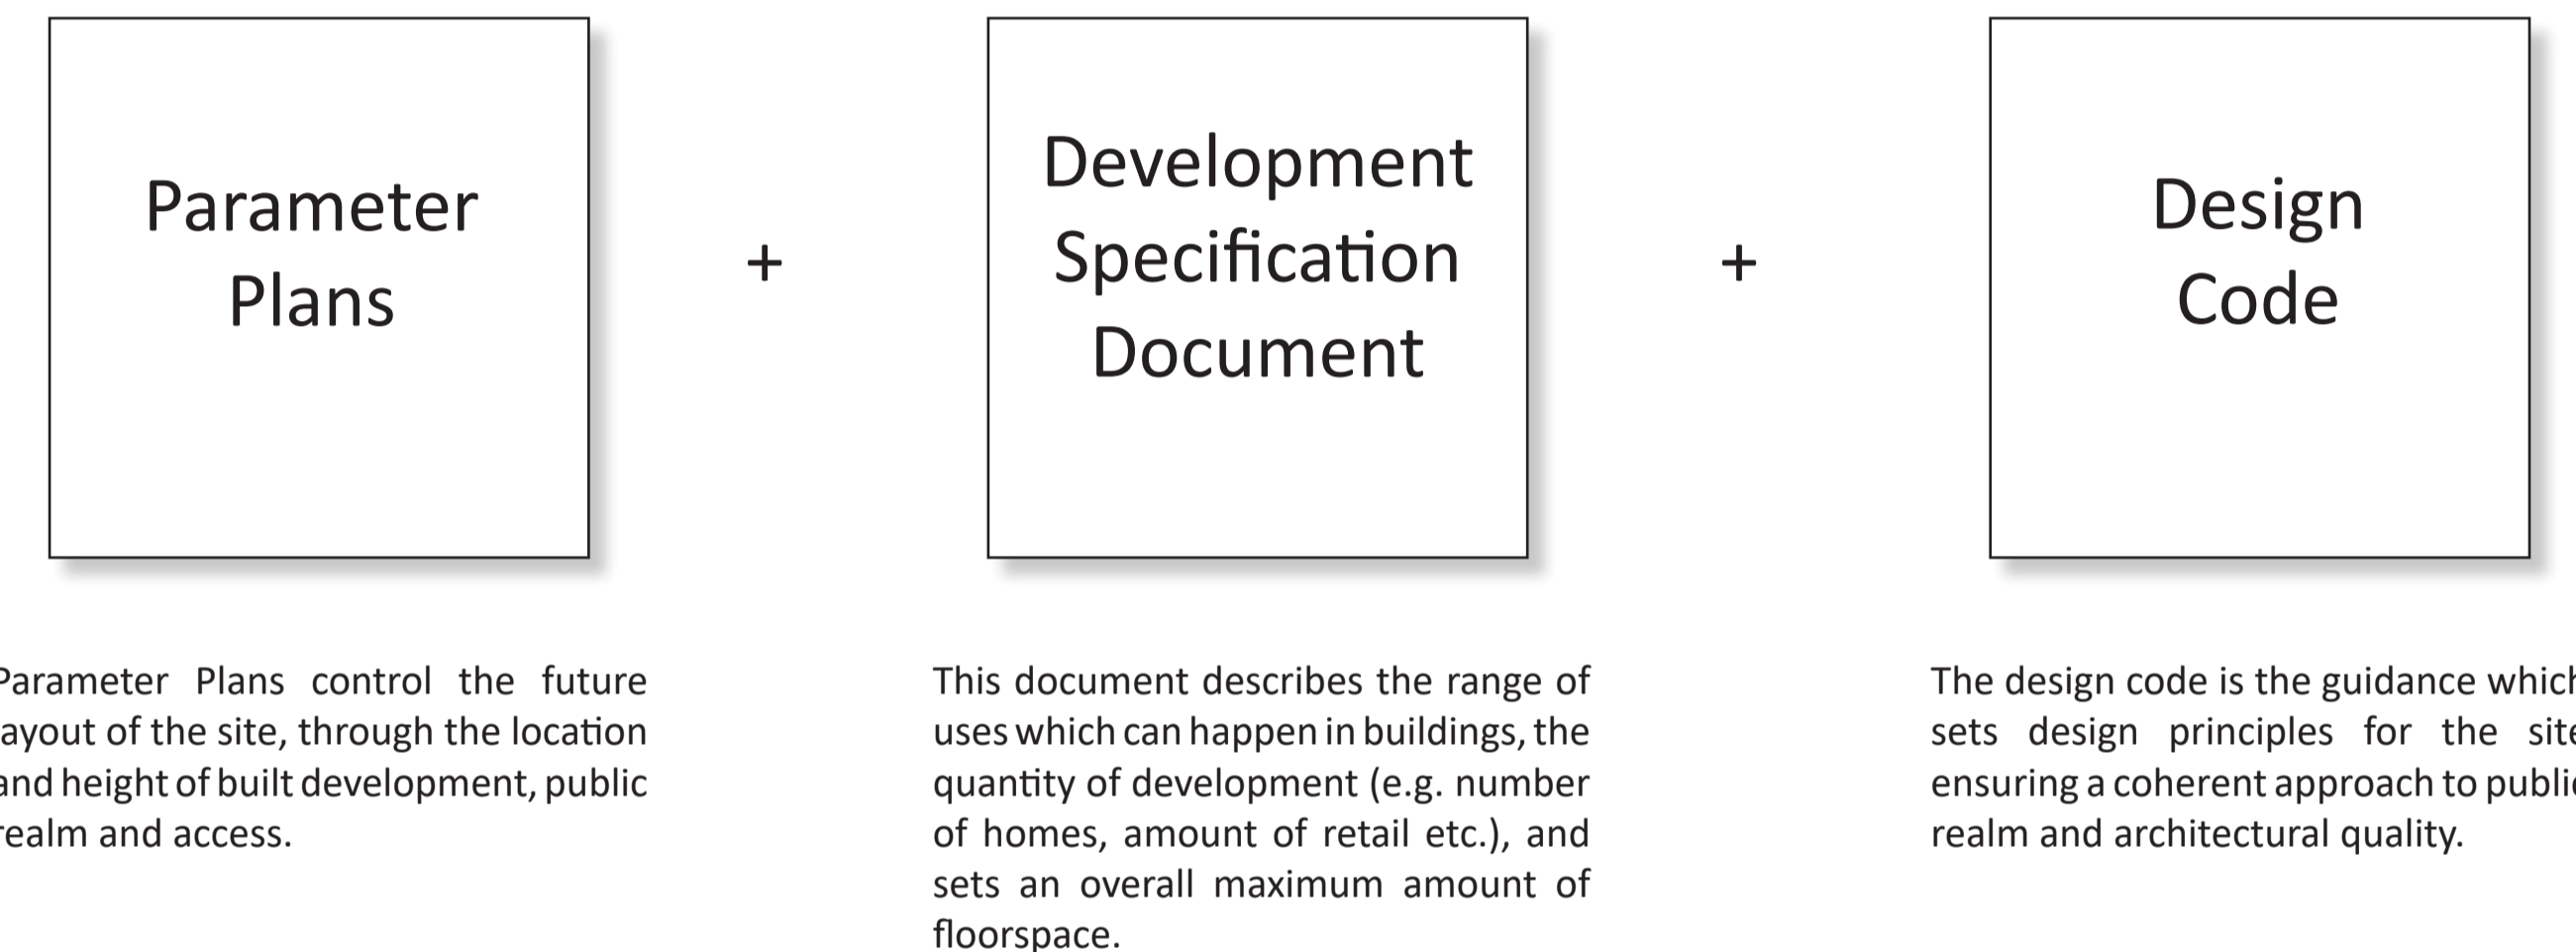 Parameter
Plans
+
Development
Specification
Document
+
Design
Code
Parameter Plans control the future
layout of the site, through the location
and height of built development, public
realm and access.
This document describes the range of
uses which can happen in buildings, the
quantity of development (e.g. number
of homes, amount of retail etc.), and
sets an overall maximum amount of
floorspace.
The design code is the guidance which
sets design principles for the site
ensuring a coherent approach to public
realm and architectural quality.